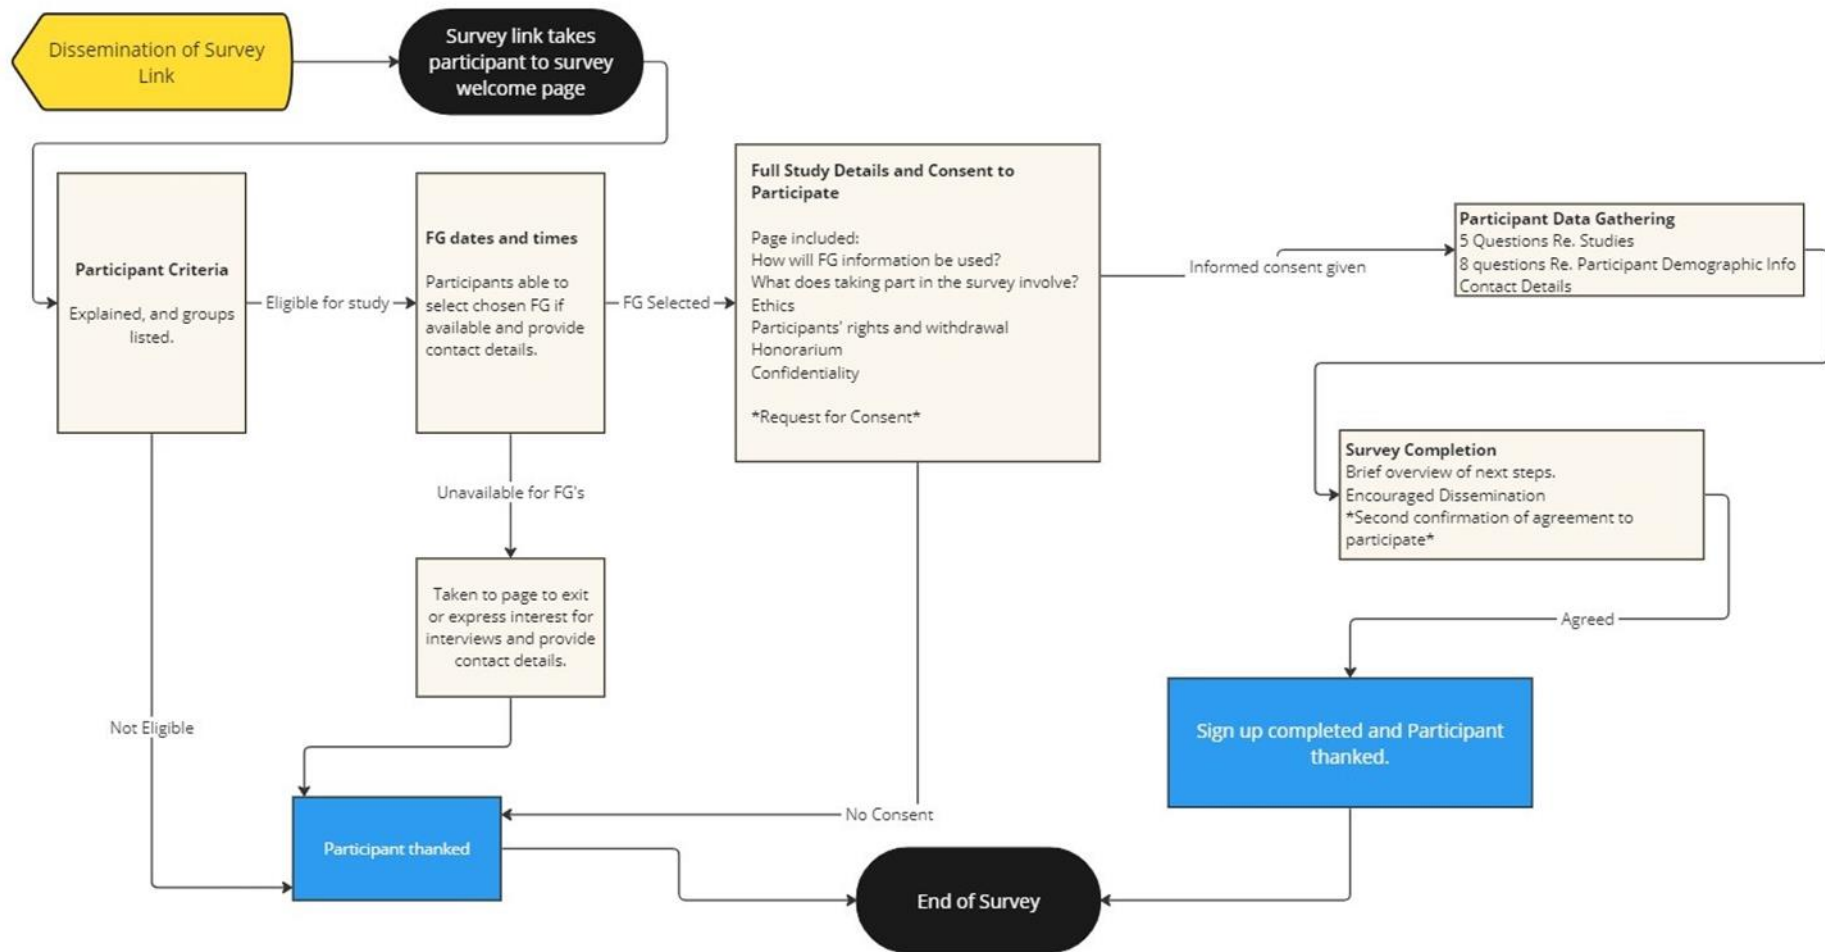 Dissemination of Survey
Link
Survey link takes
participant to survey
welcome page
Participant Criteria
Explained, and groups
listed.
Eligible for study
FG dates and times
Participants able to
select chosen FG if
available and provide
contact details.
FG Selected
Full Study Details and Consent to
Participate
Page included:
How will FG information be used?
What does taking part in the survey involve?
Ethics
Participants' rights and withdrawal
Honorarium
Confidentiality
*Request for Consent*
Informed consent given
Participant Data Gathering
5 Questions Re. Studies
8 questions Re. Participant Demographic Info
Contact Details
Survey Completion
Brief overview of next steps.
Encouraged Dissemination
*Second confirmation of agreement to
participate*
Unavailable for FG's
Taken to page to exit
or express interest for
interviews and provide
contact details.
Agreed
Not Eligible
Sign up completed and Participant
thanked.
No Consent
Participant thanked
End of Survey